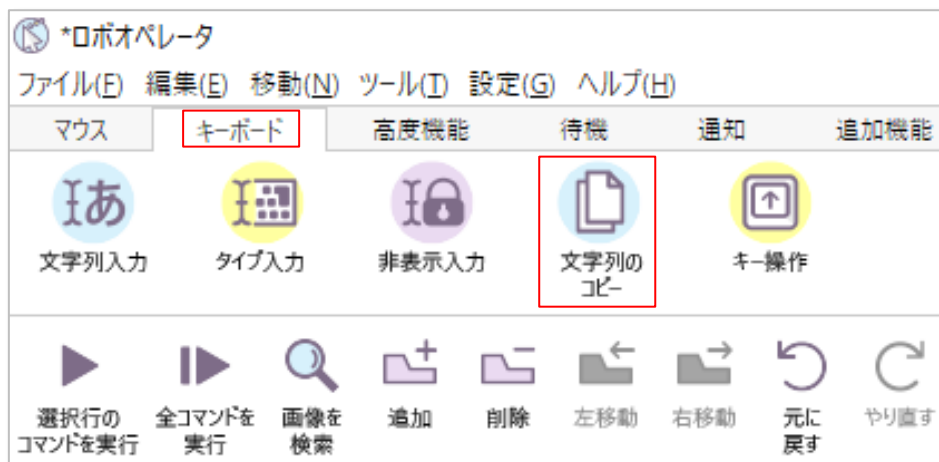 *ロボオペレータ
ファイル(F) 編集(E) 移動(N) ツール(T) 設定(G) ヘルプ(H)
マウス キーボード 高度機能 待機 通知 追加機能
あ
文字列入力 タイプ入力 非表示入力 文字列の
コピー キー操作
選択行の
コマンドを実行 全コマンドを
実行 画像を
検索 追加 削除 左移動 右移動 元に
戻す やり直す